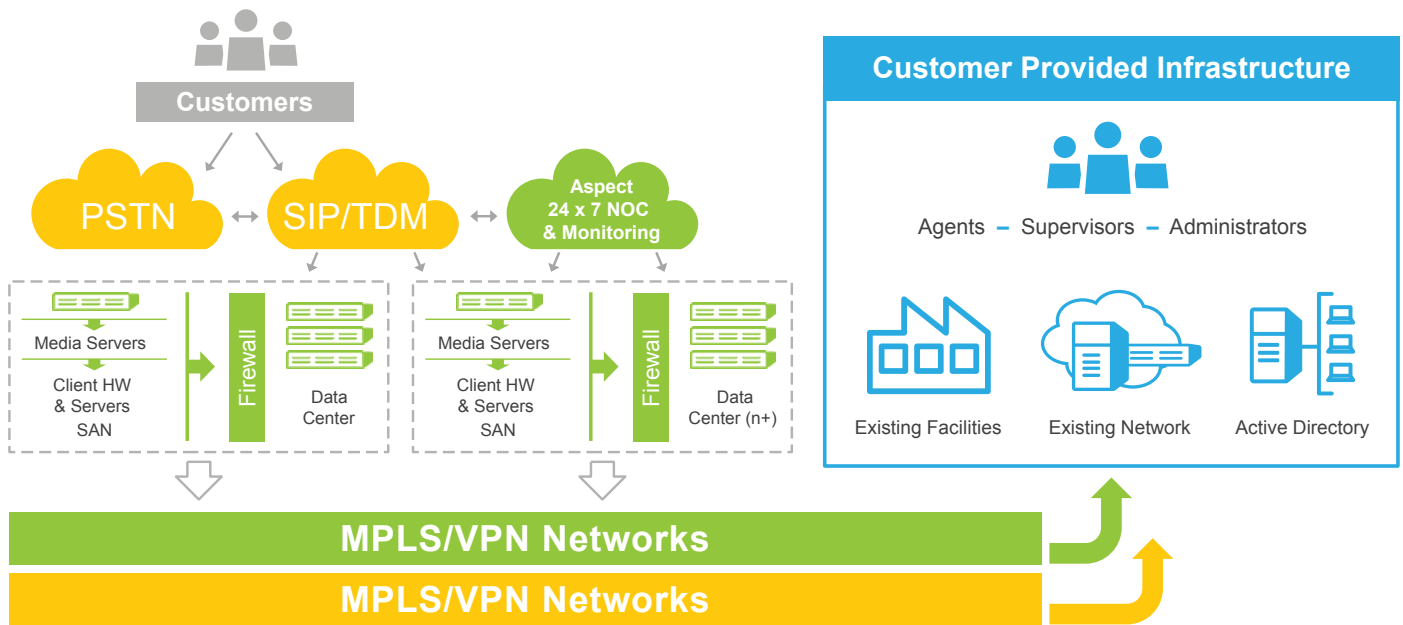 Customers
PSTN
SIP/TDM
Aspect
24 x 7 NOC
& Monitoring
Media Servers
Client HW
& Servers
SAN
Firewall
Data
Center
Media Servers
Client HW
& Servers
SAN
Firewall
Data
Center (n+)
MPLS/VPN Networks
MPLS/VPN Networks
Customer Provided Infrastructure
Agents – Supervisors – Administrators
Existing Facilities
Existing Network
Active Directory